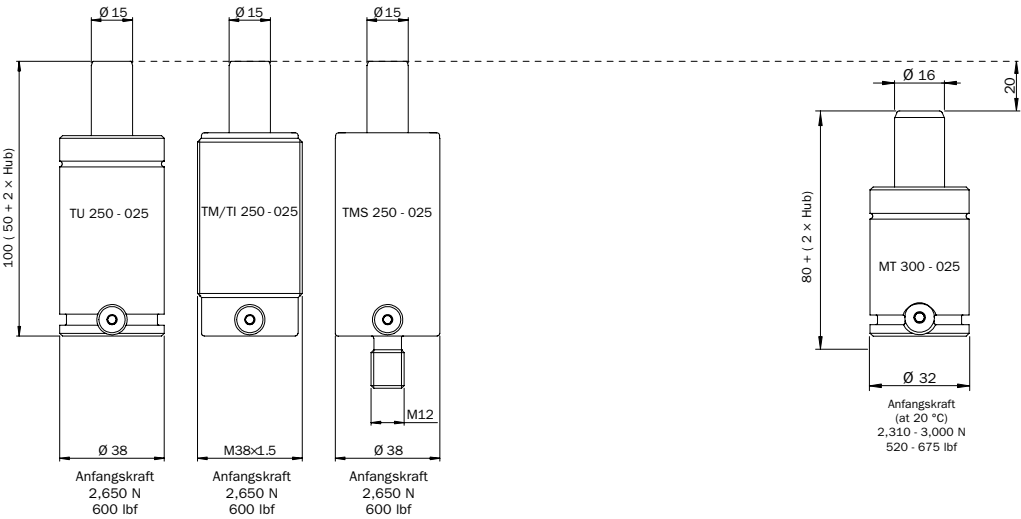 Ø 15
Ø 15
Ø 15
Ø 16
20
100 ( 50 + 2 × Hub)
80 + ( 2 × Hub)
TU 250 - 025
TM/TI 250 - 025
TMS 250 - 025
MT 300 - 025
M12
Ø 38
M38×1.5
Ø 38
Ø 32
Anfangskraft
2,650 N
600 lbf
Anfangskraft
2,650 N
600 lbf
Anfangskraft
2,650 N
600 lbf
Anfangskraft
(at 20 °C)
2,310 - 3,000 N
520 - 675 lbf